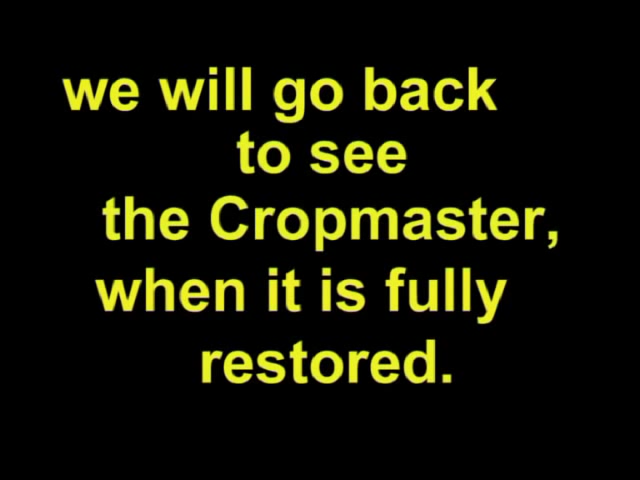 we will go back
to see
the Cropmaster,
when it is fully
restored.